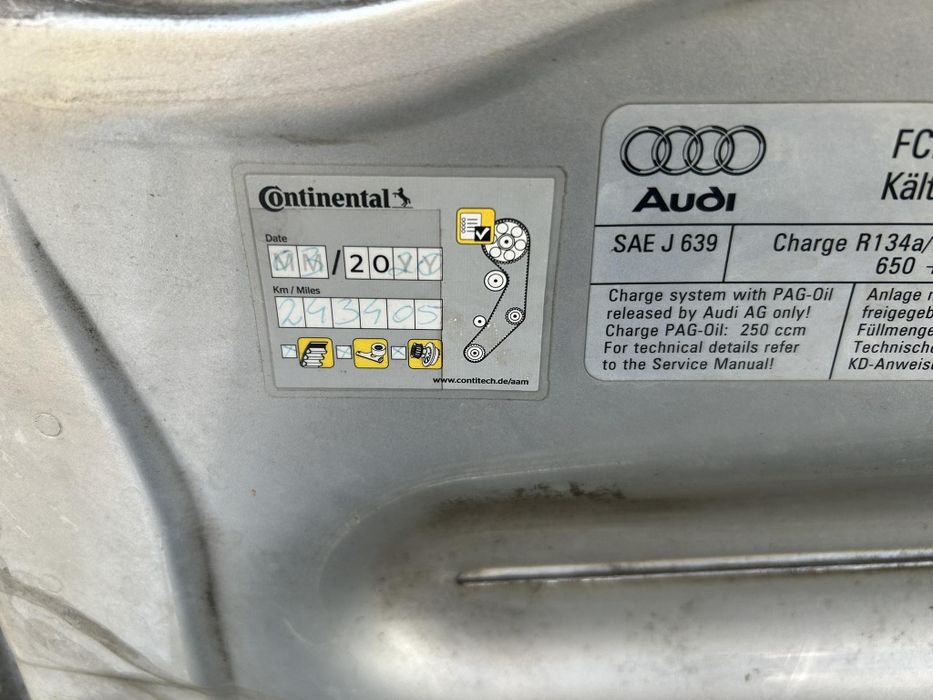 Continental
Date
/20
Km / Miles
243405
www.contitech.de/aam
Audi
SAE J 639
Charge R134a/
650
Charge system with PAG-Oil
released by Audi AG only!
Charge PAG-Oil: 250 ccm
For technical details refer
to the Service Manual!
Anlage
freigegeb
Füllmenge
Technische
KD-Anweis